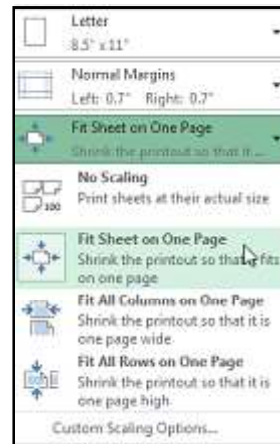 Letter
8.5" x 11"
Normal Margins
Left: 0.7" Right: 0.7"
Fit Sheet on One Page
Shrink the printout so that it ...
No Scaling
Print sheets at their actual size
100
Fit Sheet on One Page
Shrink the printout so that it fits
on one page
Fit All Columns on One Page
Shrink the printout so that it is
one page wide
Fit All Rows on One Page
Shrink the printout so that it is
one page high
Custom Scaling Options...